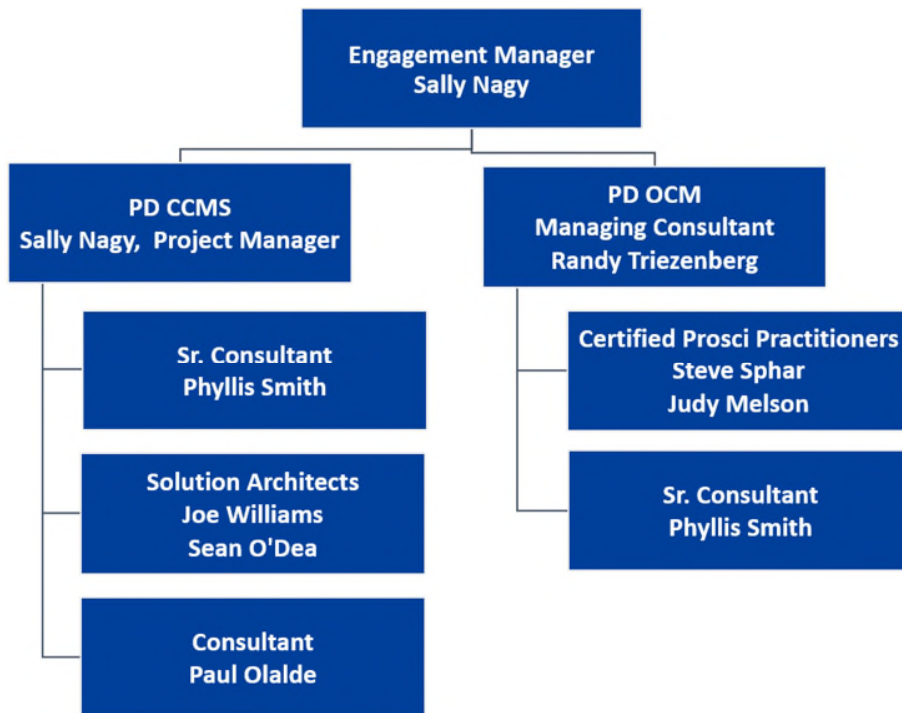 Engagement Manager
Sally Nagy
PD CCMS
Sally Nagy, Project Manager
Sr. Consultant
Phyllis Smith
Solution Architects
Joe Williams
Sean O'Dea
Consultant
Paul Olalde
PD OCM
Managing Consultant
Randy Triezenberg
Certified Prosci Practitioners
Steve Sphar
Judy Melson
Sr. Consultant
Phyllis Smith